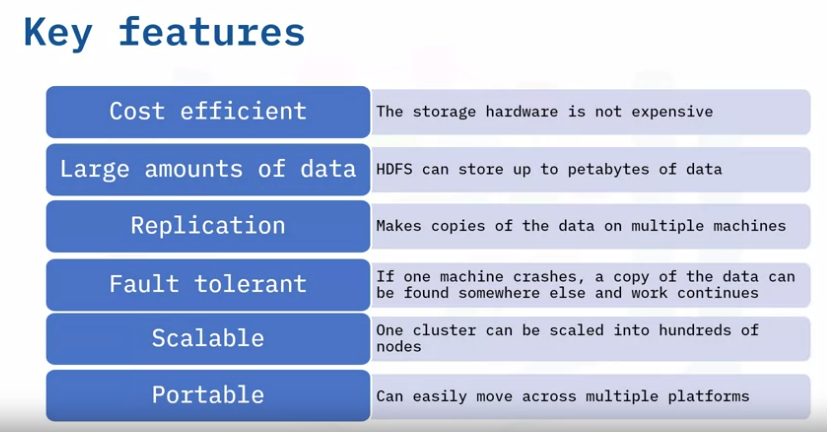 Key features
Cost efficient
The storage hardware is not expensive
Large amounts of data
HDFS can store up to petabytes of data
Replication
Makes copies of the data on multiple machines
Fault tolerant
If one machine crashes, a copy of the data can
be found somewhere else and work continues
Scalable
One cluster can be scaled into hundreds of
nodes
Portable
Can easily move across multiple platforms